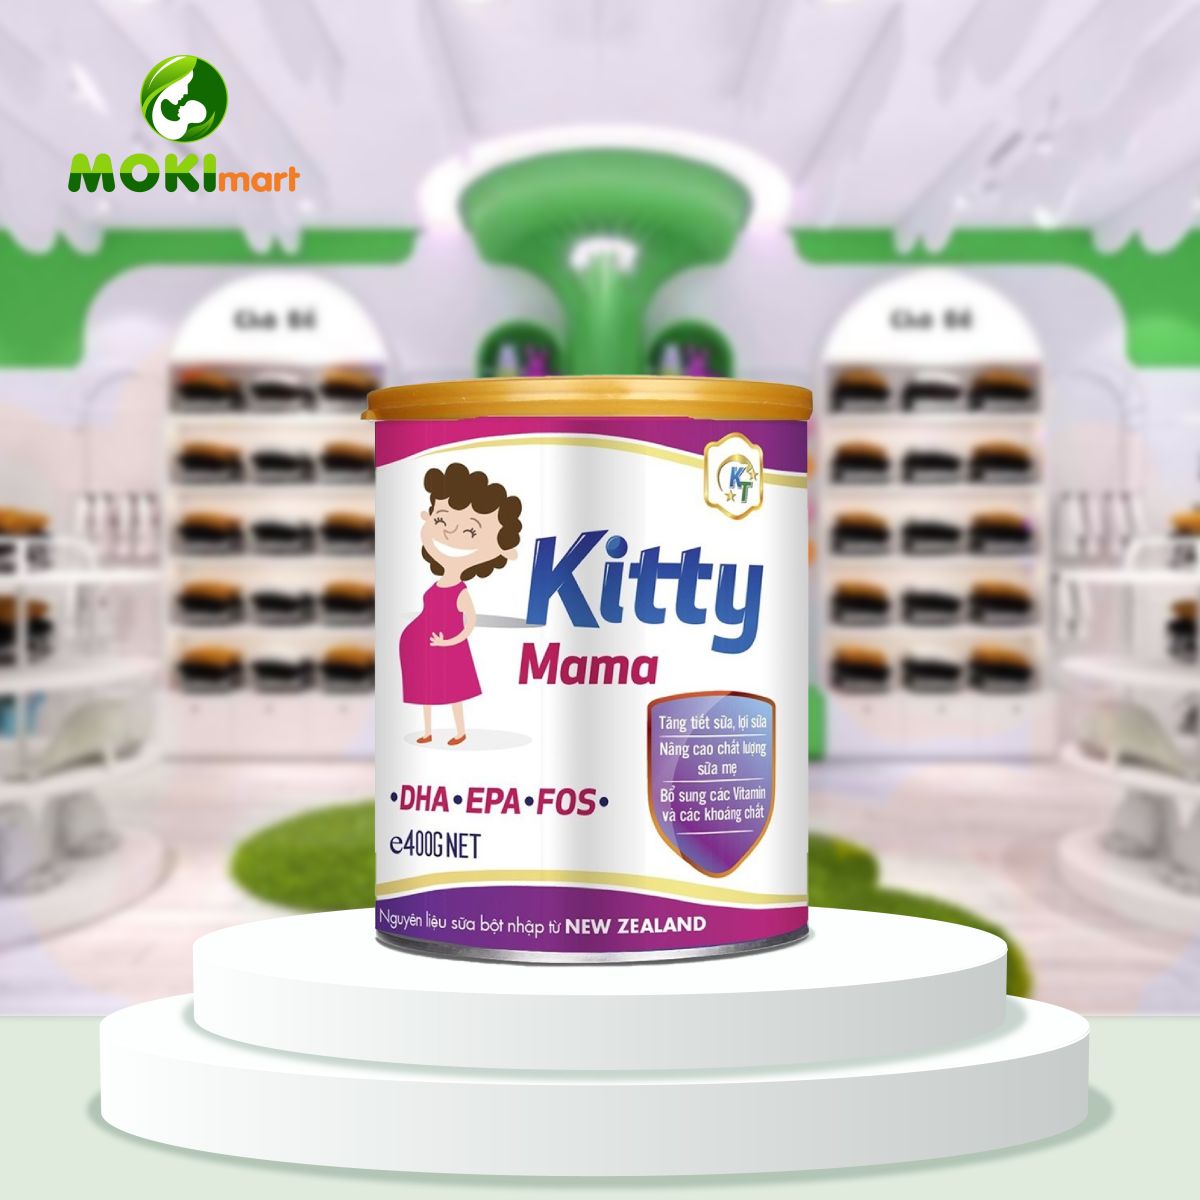 MOKImart
KT
Kitty
Mama
Tăng tiết sữa, lợi sữa
Nâng cao chất lượng
sữa mẹ
Bổ sung các Vitamin
và các khoáng chất
•DHA•EPA•FOS•
e400G NET
Nguyên liệu sữa bột nhập từ NEW ZEALAND